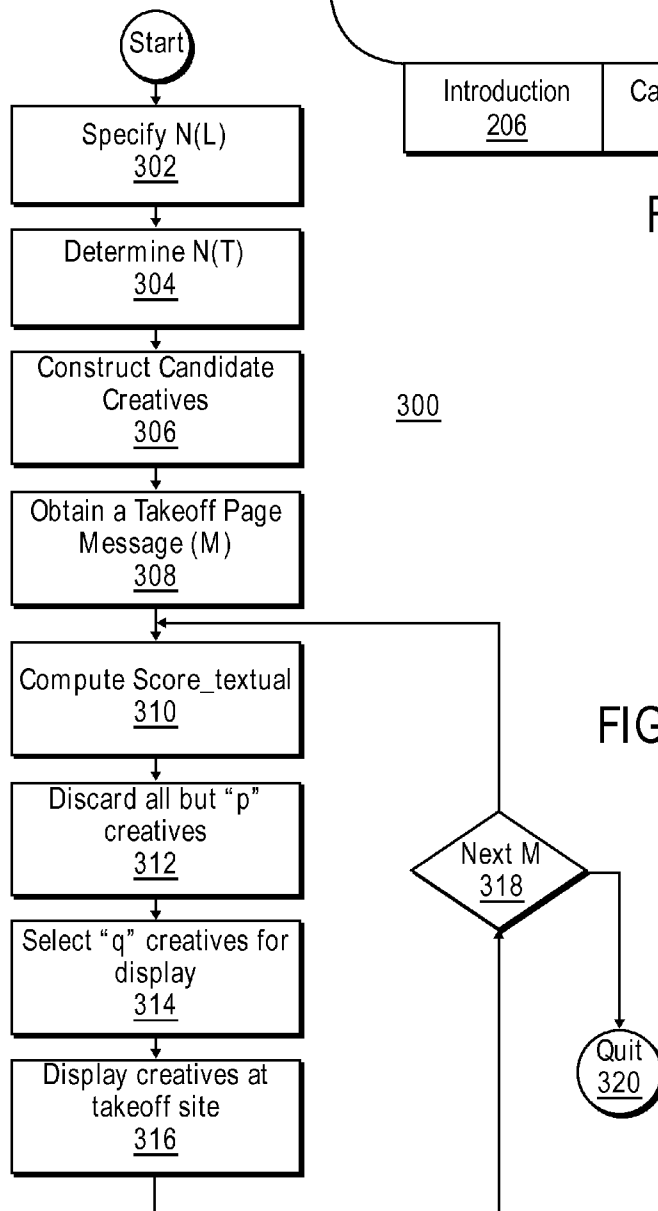 Start
Specify N(L)
302
Determine N(T)
304
Construct Candidate
Creatives
306
Obtain a Takeoff Page
Message (M)
308
Compute Score_textual
310
Discard all but “p”
creatives
312
Select “q” creatives for
display
314
Display creatives at
takeoff site
316
Introduction
206
300
Next M
318
Quit
320